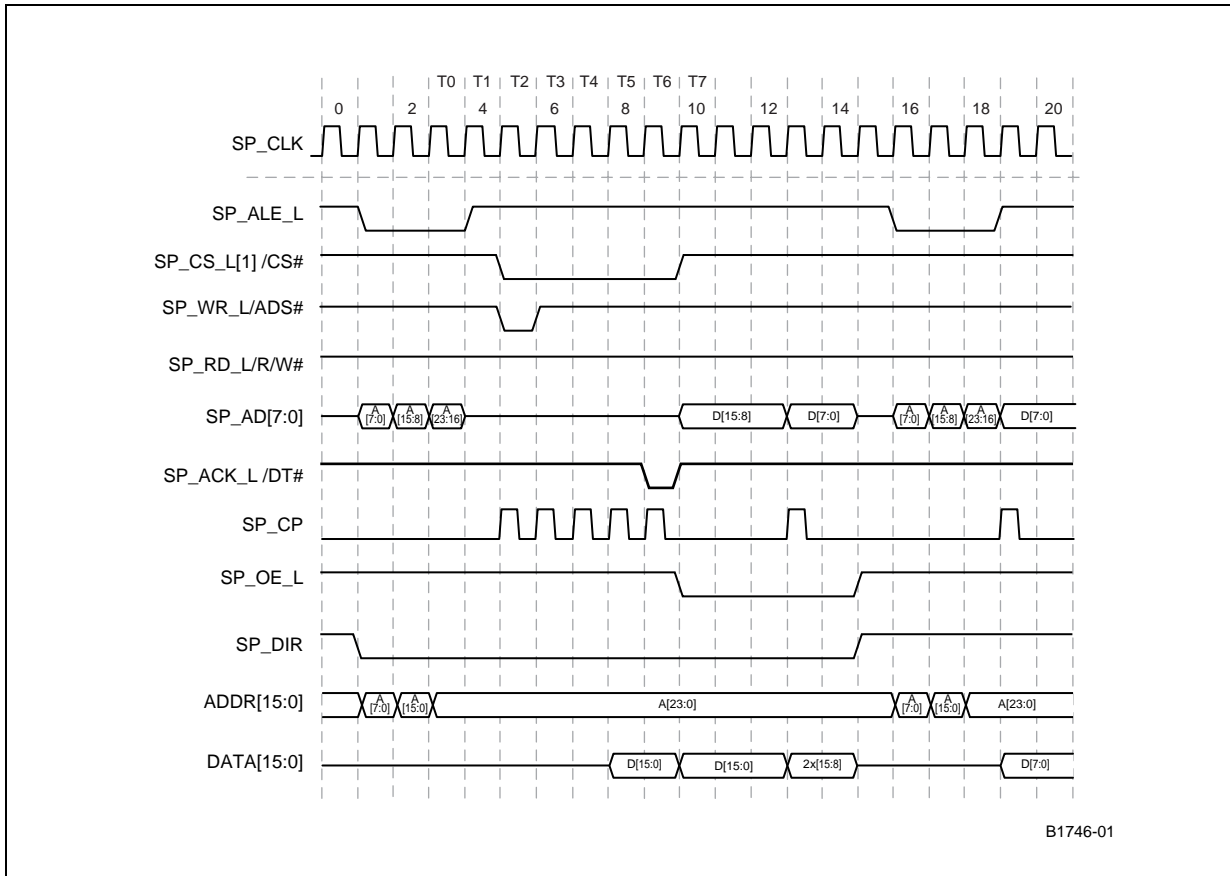 T0 T1 T2 T3 T4 T5 T6 T7
0 2 4 6 8 10 12 14 16 18 20
SP_CLK
SP_ALE_L
SP_CS_L[1] /CS#
SP_WR_L/ADS#
SP_RD_L/R/W#
SP_AD[7:0] A [7:0] A [15:8] A [23:16] D[15:8] D[7:0] A [7:0] A [15:8] A [23:16] D[7:0]
SP_ACK_L /DT#
SP_CP
SP_OE_L
SP_DIR
ADDR[15:0] A [7:0] A [15:0] A[23:0] A [7:0] A [15:0] A[23:0]
DATA[15:0] D[15:0] D[15:0] 2x[15:8] D[7:0]
B1746-01